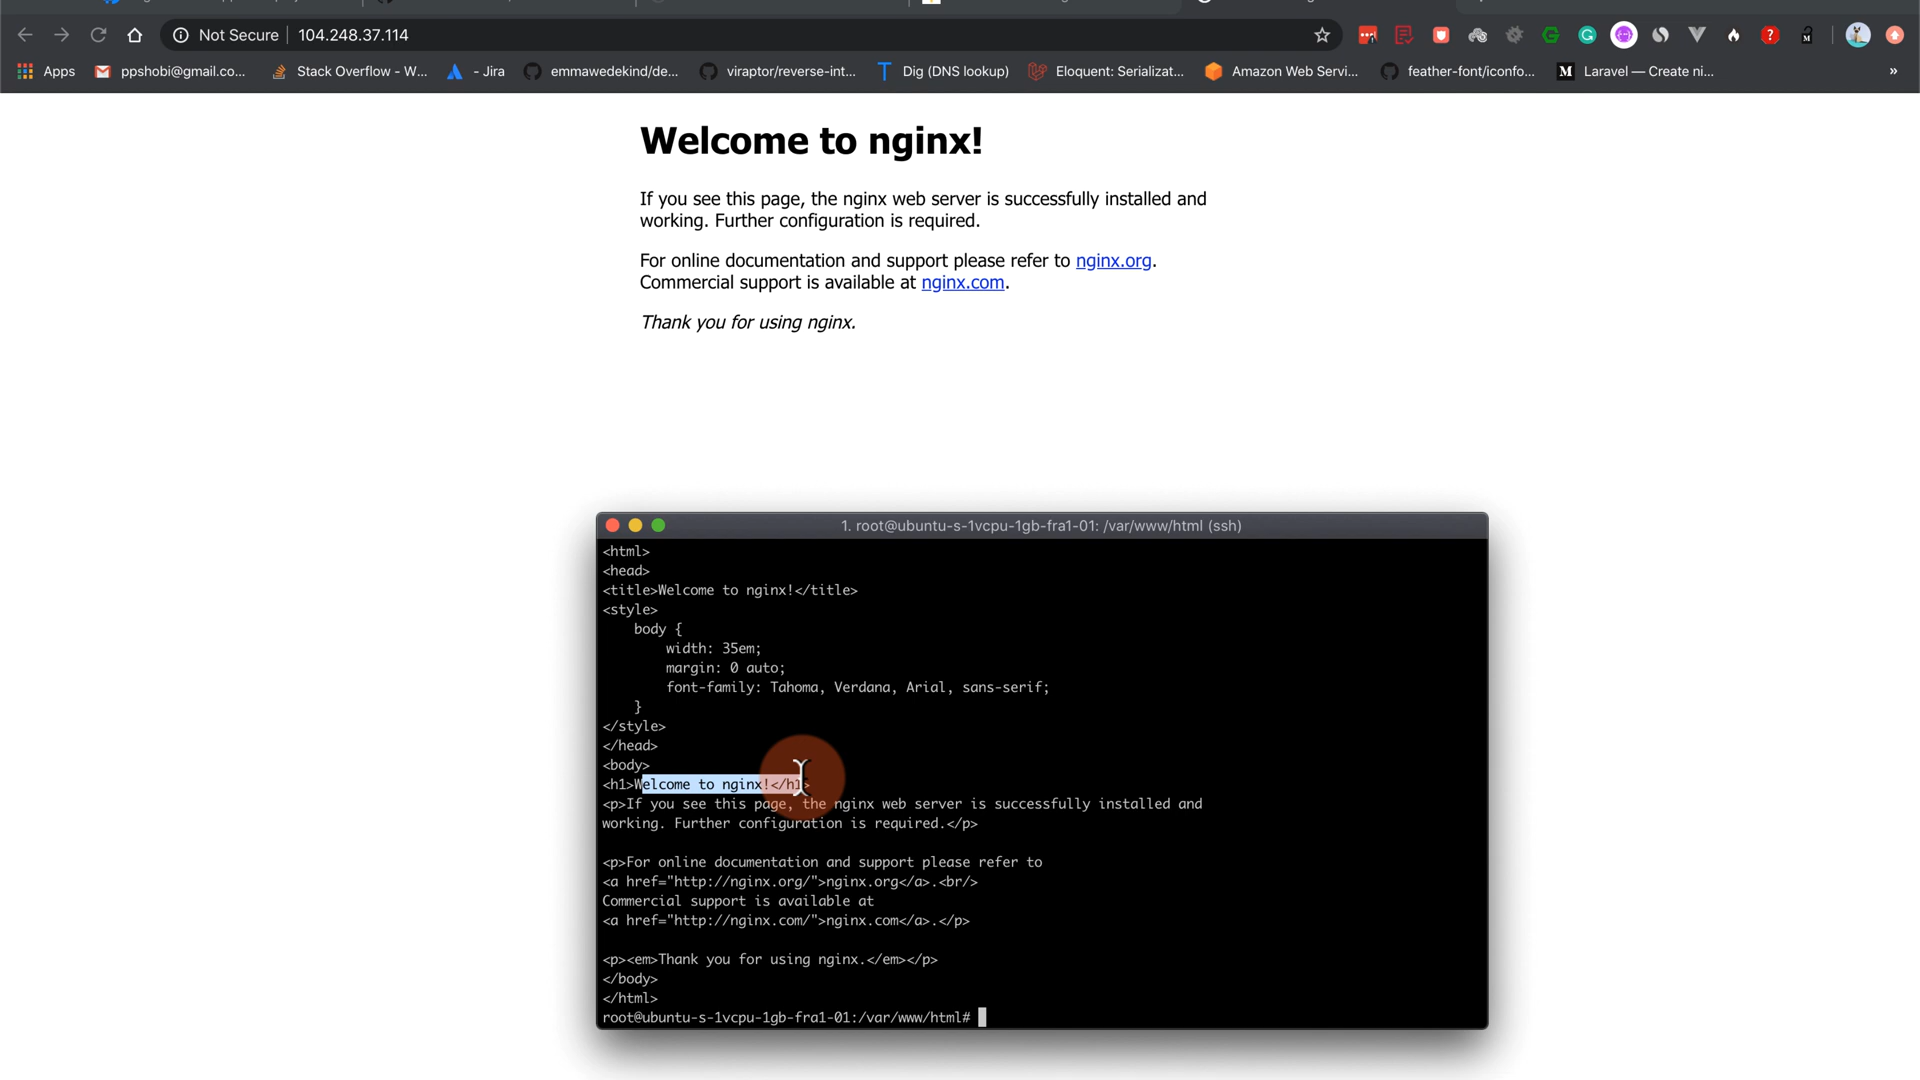 Not Secure 104.248.37.114
Apps ppshobi@gmail.co... Stack Overflow - W... - Jira emmawedekind/de... viraptor/reverse-int... Dig (DNS lookup) Eloquent: Serializat... Amazon Web Servi... feather-font/iconfo... Laravel — Create ni... »
Welcome to nginx!
If you see this page, the nginx web server is successfully installed and
working. Further configuration is required.
For online documentation and support please refer to nginx.org.
Commercial support is available at nginx.com.
Thank you for using nginx.
1. root@ubuntu-s-1vcpu-1gb-fra1-01: /var/www/html (ssh)
<html>
<head>
<title>Welcome to nginx!</title>
<style>
body {
width: 35em;
margin: 0 auto;
font-family: Tahoma, Verdana, Arial, sans-serif;
}
</style>
</head>
<body>
<h1>Welcome to nginx!</h1>
<p>If you see this page, the nginx web server is successfully installed and
working. Further configuration is required.</p>
<p>For online documentation and support please refer to
<a href="http://nginx.org/">nginx.org</a>.<br/>
Commercial support is available at
<a href="http://nginx.com/">nginx.com</a>.</p>
<p><em>Thank you for using nginx.</em></p>
</body>
</html>
root@ubuntu-s-1vcpu-1gb-fra1-01:/var/www/html#